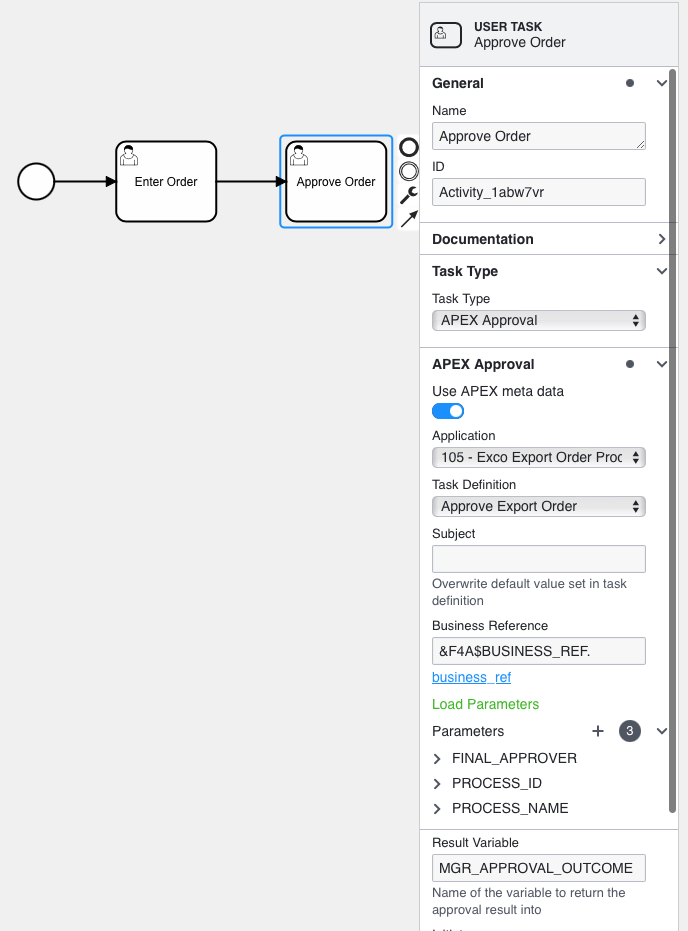 Enter Order
Approve Order
USER TASK
Approve Order
General
Name
Approve Order
ID
Activity_1abw7vr
Documentation
Task Type
Task Type
APEX Approval
APEX Approval
Use APEX meta data
Application
105 - Exco Export Order Proc
Task Definition
Approve Export Order
Subject
Overwrite default value set in task
definition
Business Reference
&F4A$BUSINESS_REF.
business_ref
Load Parameters
Parameters
3
FINAL_APPROVER
PROCESS_ID
PROCESS_NAME
Result Variable
MGR_APPROVAL_OUTCOME
Name of the variable to return the
approval result into